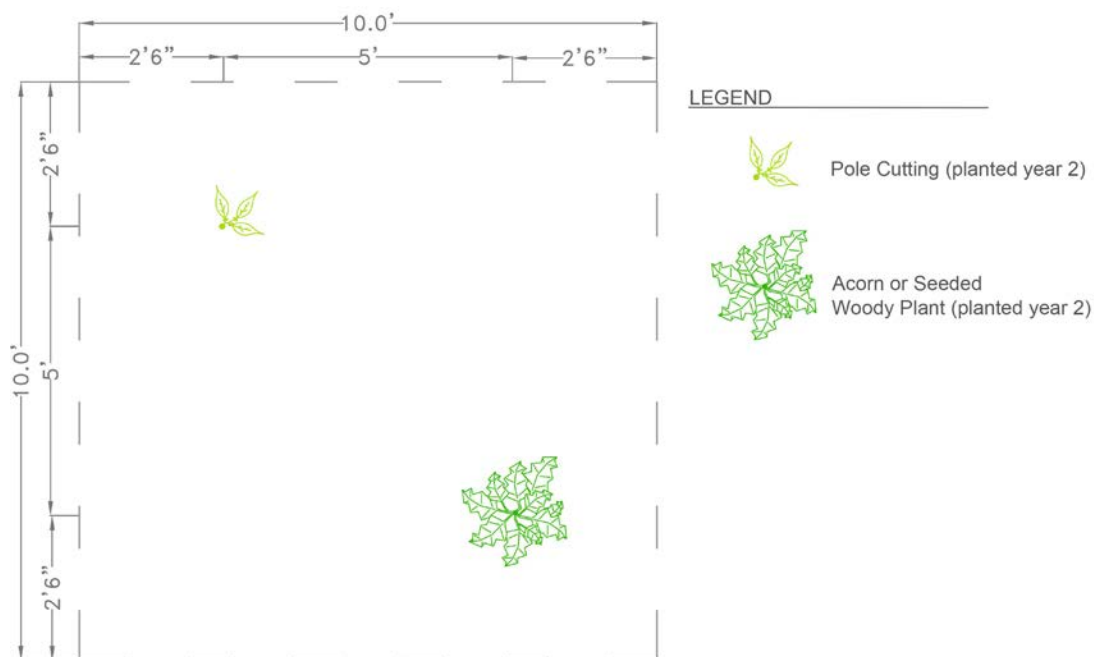 10.0'
2'6"
5'
2'6"
LEGEND
2'6"
Pole Cutting (planted year 2)
Acorn or Seeded
Woody Plant (planted year 2)
10.0'
5'
2'6"